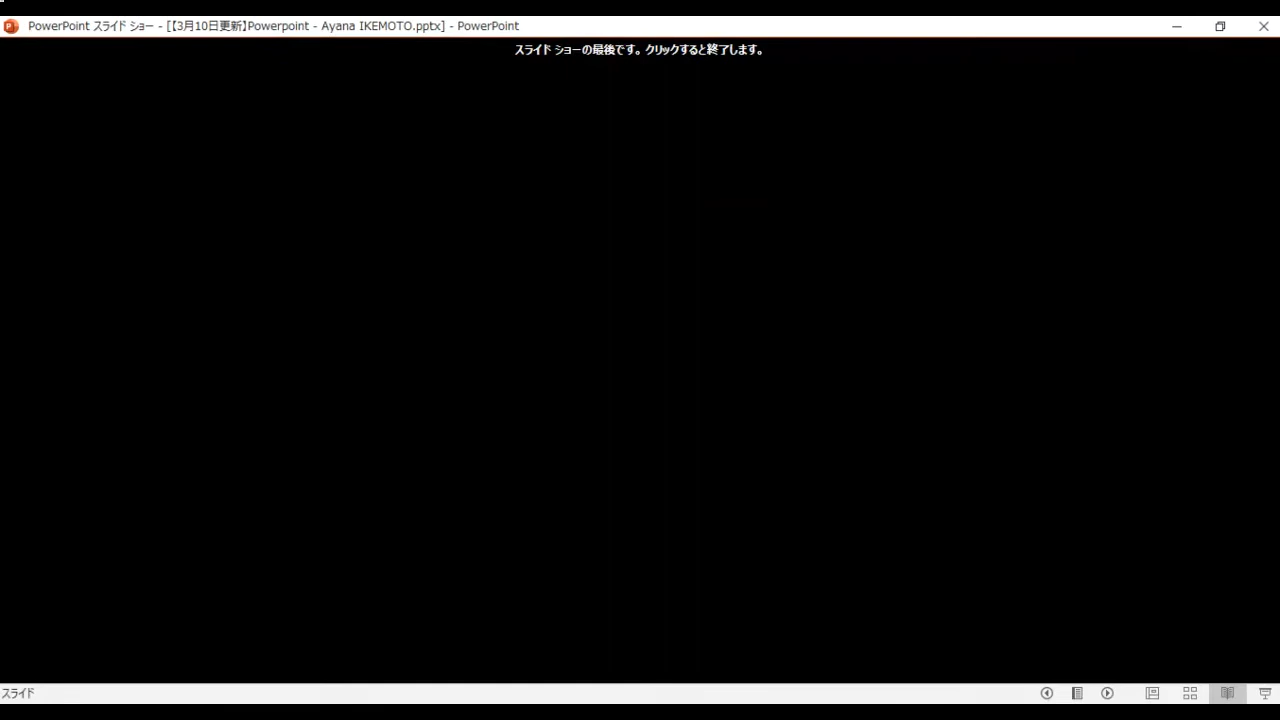 PowerPoint スライド ショー - [【3月10日更新】Powerpoint - Ayana IKEMOTO.pptx] - PowerPoint
スライド ショーの最後です。クリックすると終了します。
スライド